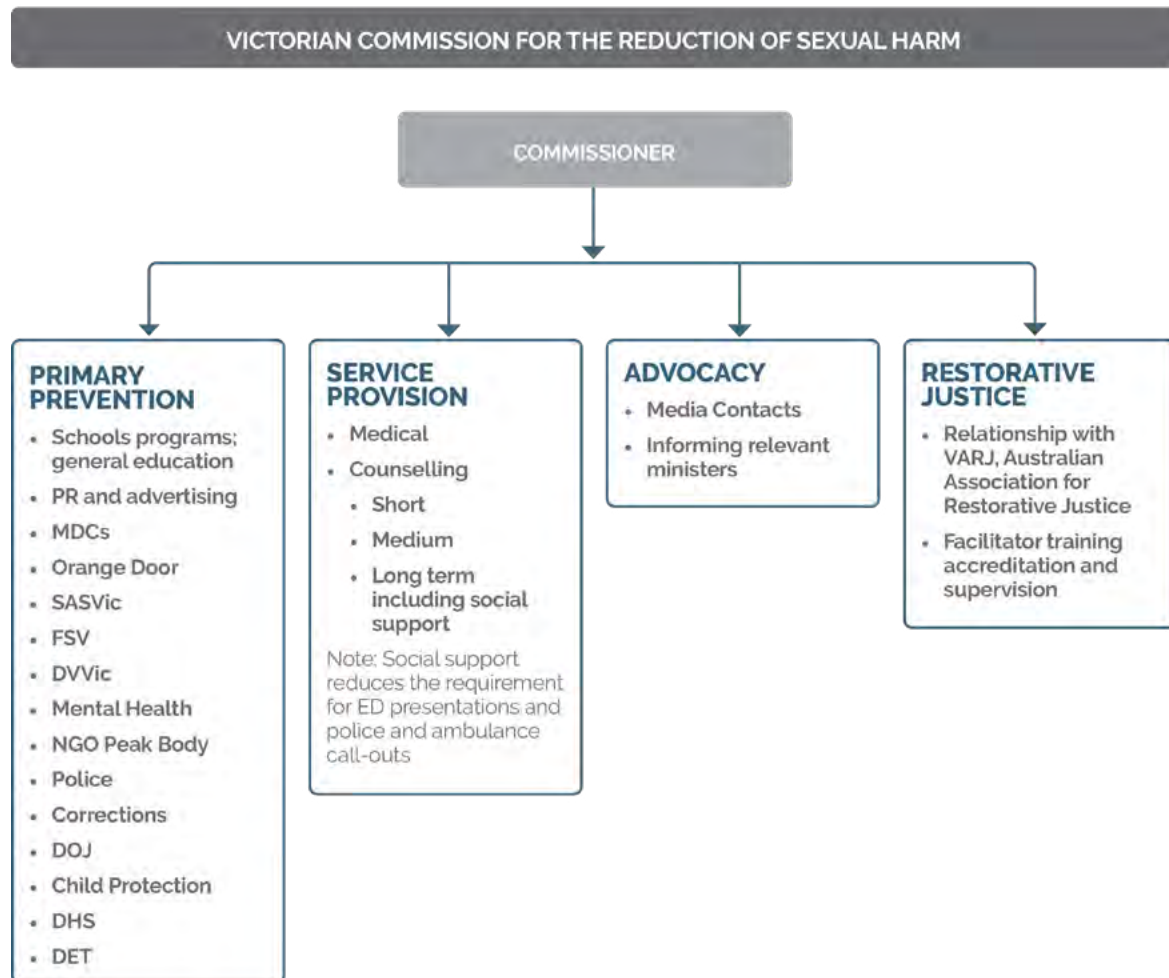 VICTORIAN COMMISSION FOR THE REDUCTION OF SEXUAL HARM
COMMISSIONER
PRIMARY
PREVENTION
• Schools programs;
general education
• PR and advertising
• MDCs
• Orange Door
• SASVic
• FSV
• DVVic
• Mental Health
• NGO Peak Body
• Police
• Corrections
• DOJ
• Child Protection
• DHS
• DET
SERVICE
PROVISION
• Medical
• Counselling
• Short
• Medium
• Long term
including social
support
Note: Social support
reduces the requirement
for ED presentations and
police and ambulance
call-outs
ADVOCACY
• Media Contacts
• Informing relevant
ministers
RESTORATIVE
JUSTICE
• Relationship with
VARJ, Australian
Association for
Restorative Justice
• Facilitator training
accreditation and
supervision